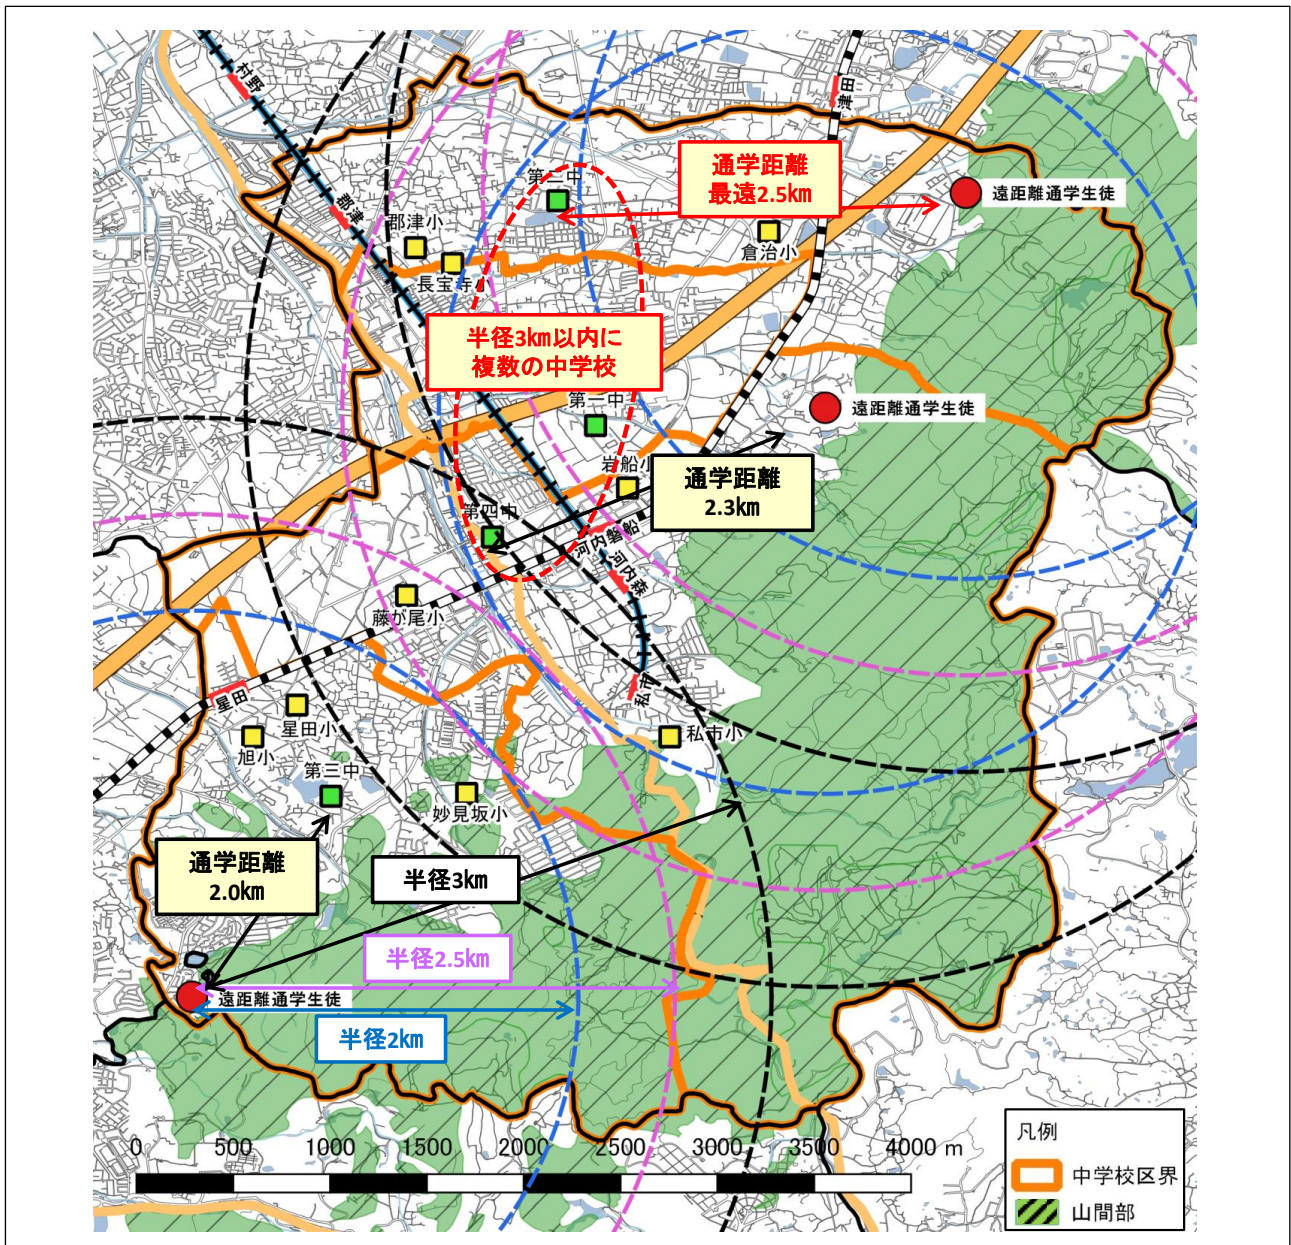 村野
津田
第二中
通学距離
最遠2.5km
遠距離通学生徒
郡津
郡津小
倉治小
長宝寺小
半径3km以内に
複数の中学校
第一中
遠距離通学生徒
岩船小
通学距離
2.3km
第四中
河内磐船
河内森
藤が尾小
星田
私市
星田小
私市小
旭小
第三中
妙見坂小
通学距離
2.0km
半径3km
半径2.5km
遠距離通学生徒
半径2km
0 500 1000 1500 2000 2500 3000 3500 4000 m
凡例
中学校区界
山間部